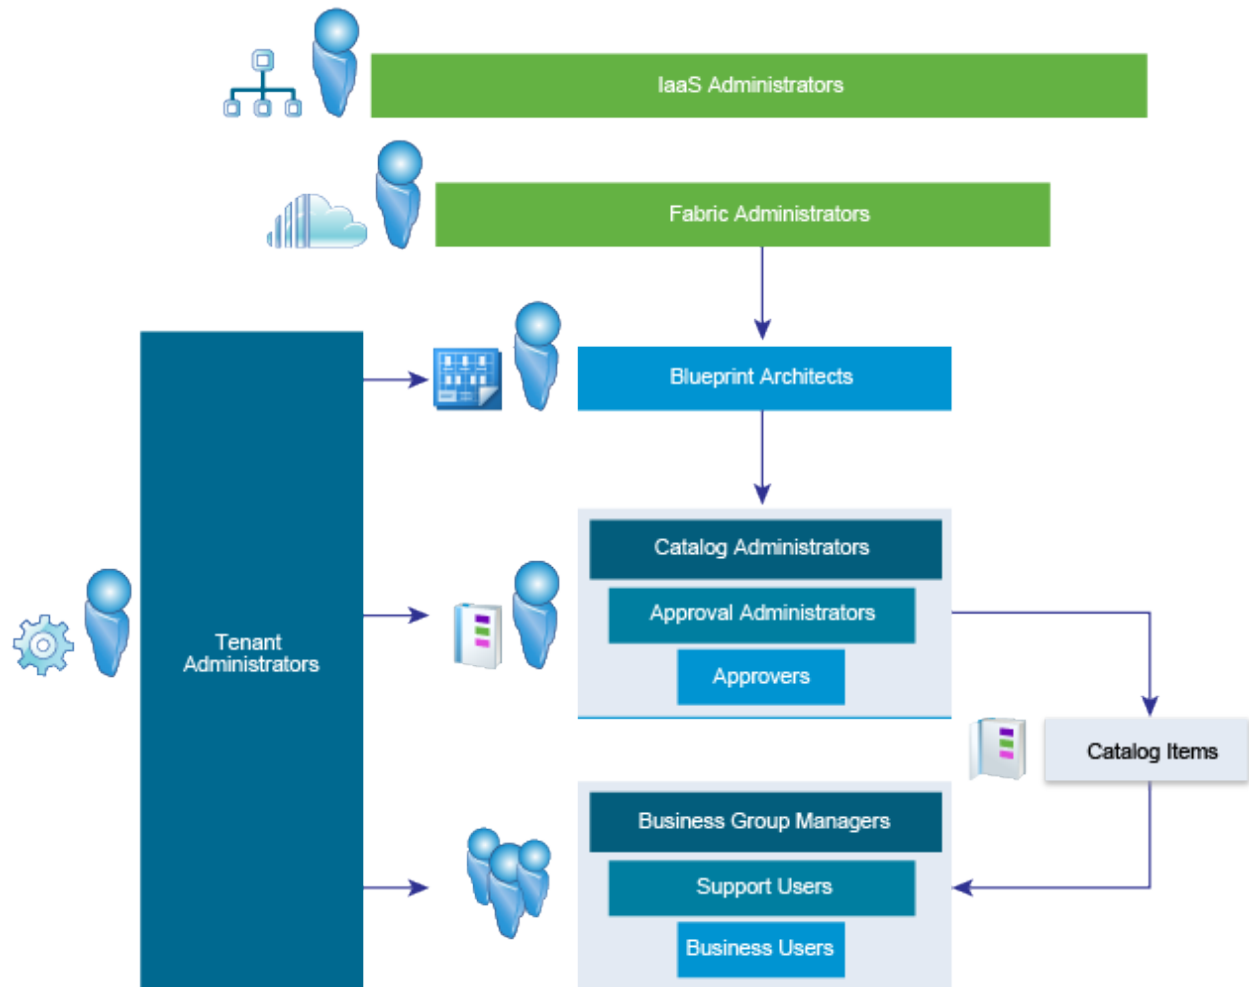 IaaS Administrators
Fabric Administrators
Blueprint Architects
Catalog Administrators
Approval Administrators
Approvers
Tenant
Administrators
Catalog Items
Business Group Managers
Support Users
Business Users